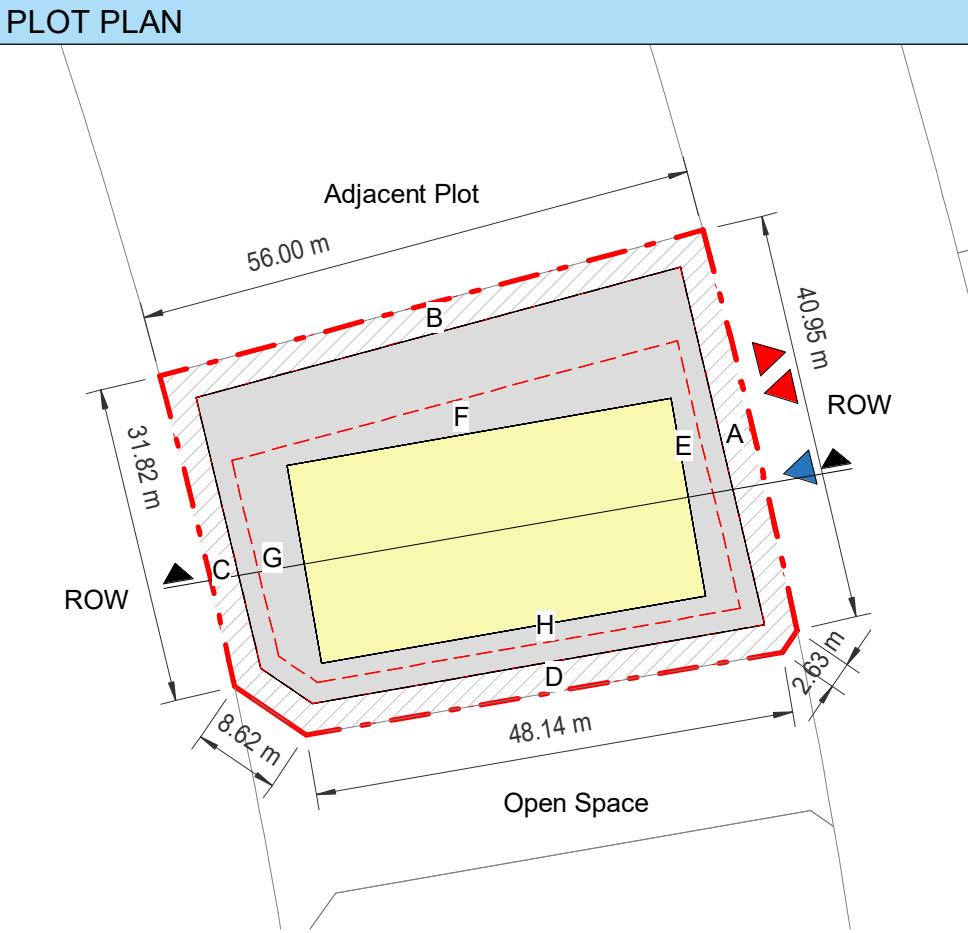 PLOT PLAN
Adjacent Plot
56.00 m
B
40.95 m
ROW
F
A
E
31.82 m
G
C
ROW
H
D
2.63 m
48.14 m
8.62 m
Open Space